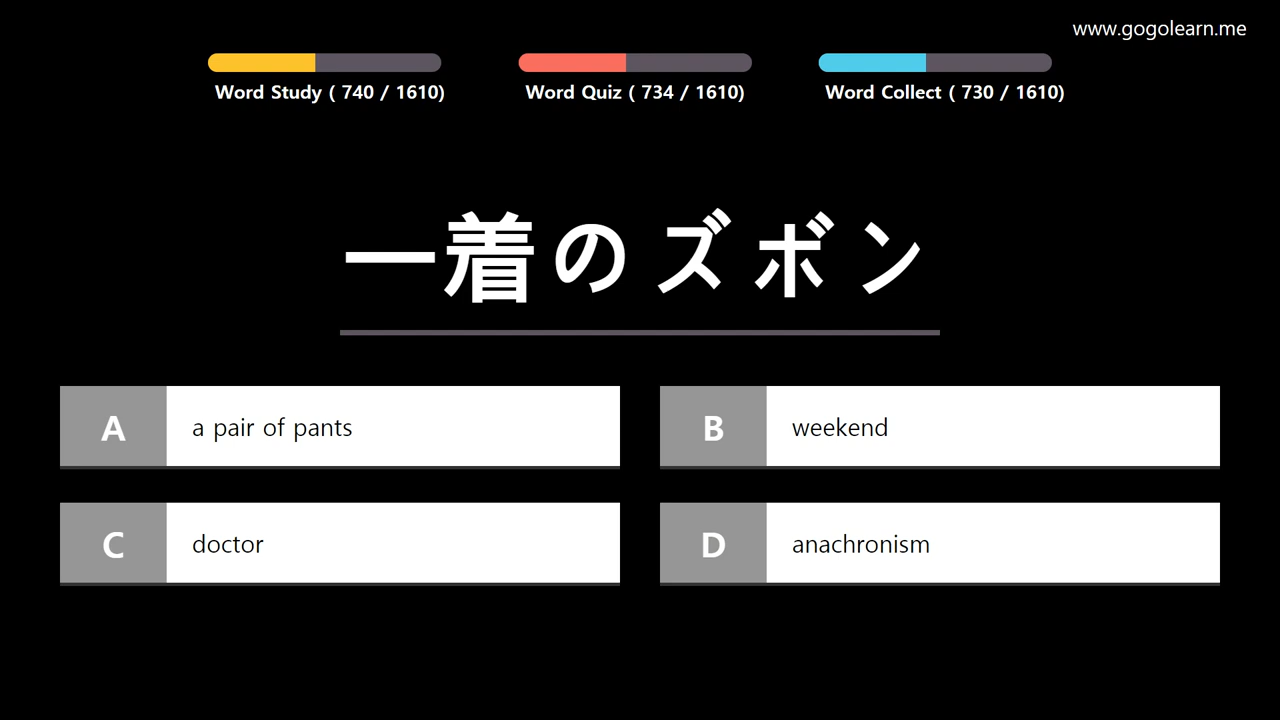 www.gogolearn.me
Word Study ( 740 / 1610)
Word Quiz ( 734 / 1610)
Word Collect ( 730 / 1610)
一着のズボン
A a pair of pants
B weekend
C doctor
D anachronism